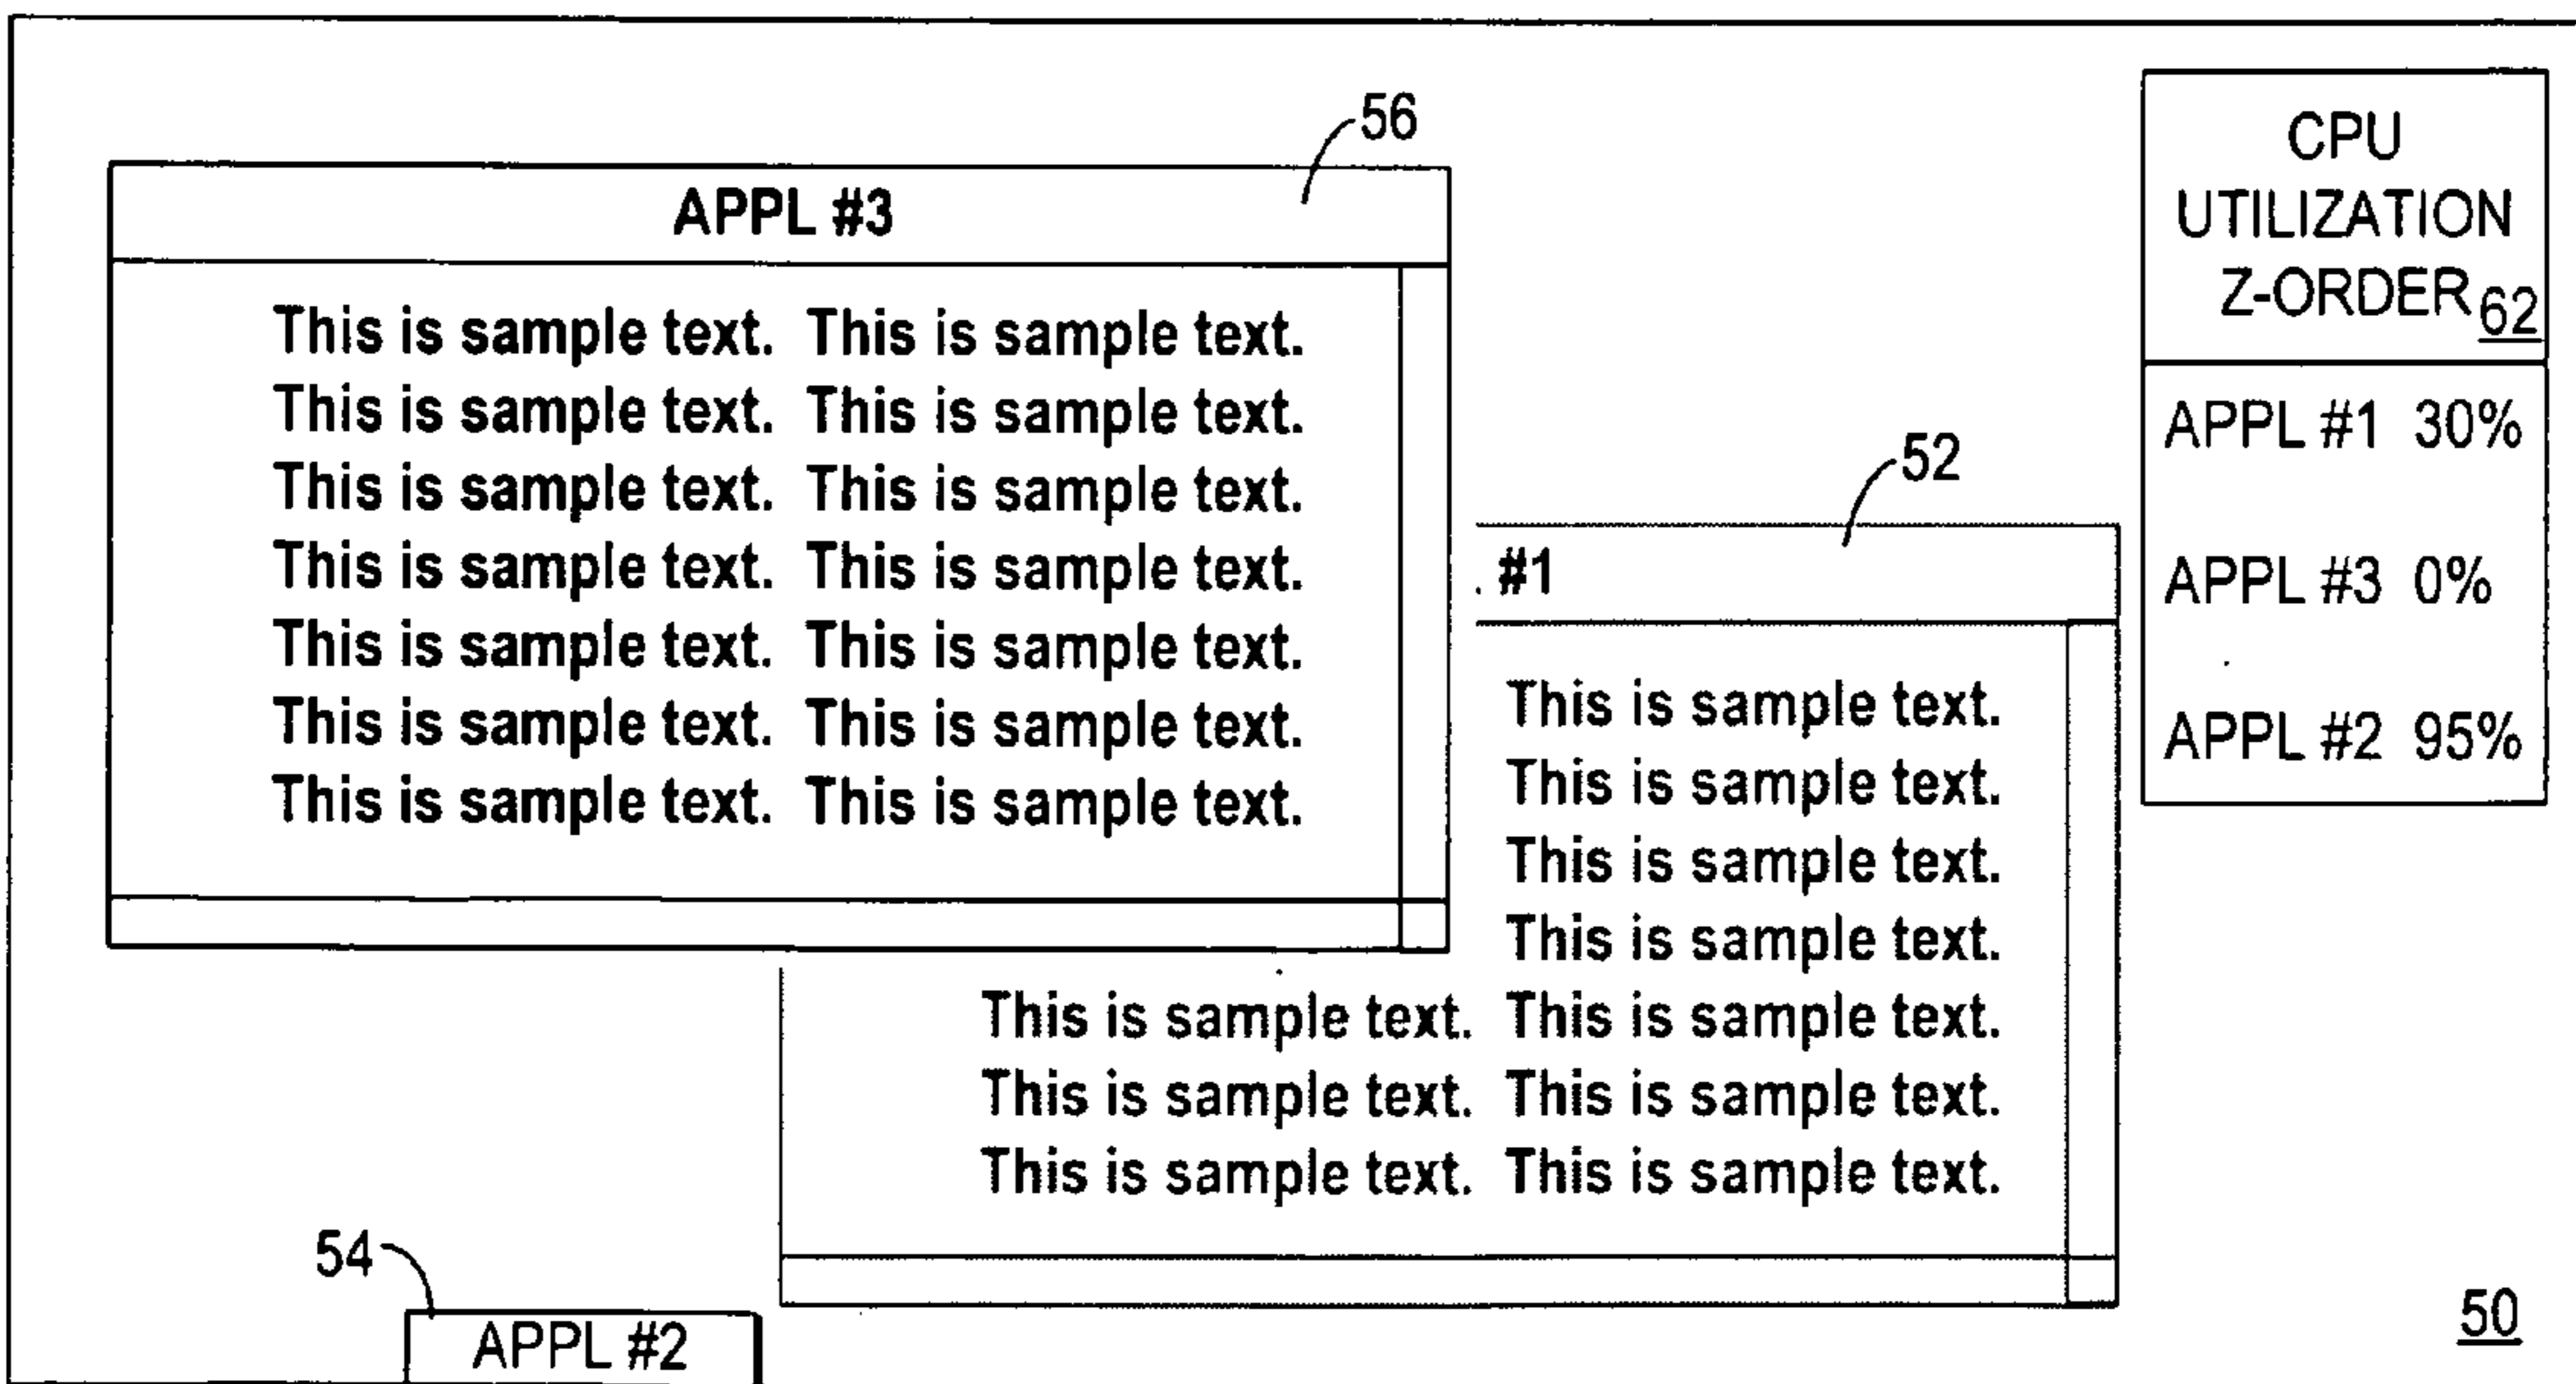 56
APPL #3
This is sample text. This is sample text.
This is sample text. This is sample text.
This is sample text. This is sample text.
This is sample text. This is sample text.
This is sample text. This is sample text.
This is sample text. This is sample text.
This is sample text. This is sample text.
CPU
UTILIZATION
Z-ORDER 62
APPL #1 30%
APPL #3 0%
APPL #2 95%
52
. #1
This is sample text.
This is sample text.
This is sample text.
This is sample text.
This is sample text. This is sample text.
This is sample text. This is sample text.
This is sample text. This is sample text.
54
APPL #2
50